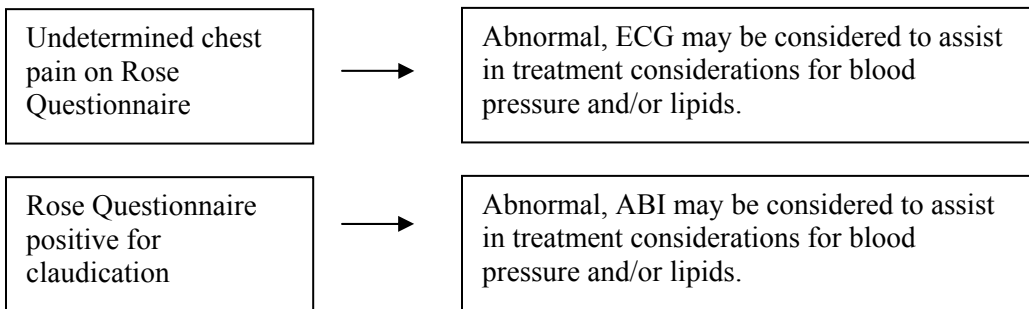 Undetermined chest
pain on Rose
Questionnaire
Abnormal, ECG may be considered to assist
in treatment considerations for blood
pressure and/or lipids.
Rose Questionnaire
positive for
claudication
Abnormal, ABI may be considered to assist
in treatment considerations for blood
pressure and/or lipids.